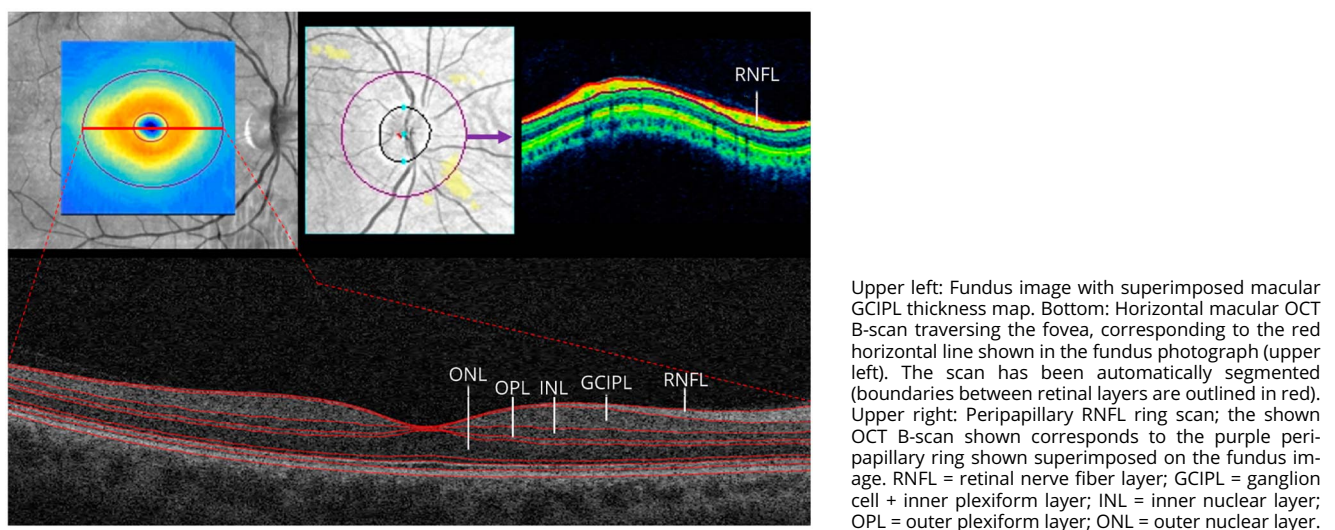 RNFL
ONL
OPL
INL
GCIPL
RNFL
Upper left: Fundus image with superimposed macular
GCIPL thickness map. Bottom: Horizontal macular OCT
B-scan traversing the fovea, corresponding to the red
horizontal line shown in the fundus photograph (upper
left). The scan has been automatically segmented
(boundaries between retinal layers are outlined in red).
Upper right: Peripapillary RNFL ring scan; the shown
OCT B-scan shown corresponds to the purple peri-
papillary ring shown superimposed on the fundus im-
age. RNFL = retinal nerve fiber layer; GCIPL = ganglion
cell + inner plexiform layer; INL = inner nuclear layer;
OPL = outer plexiform layer; ONL = outer nuclear layer.